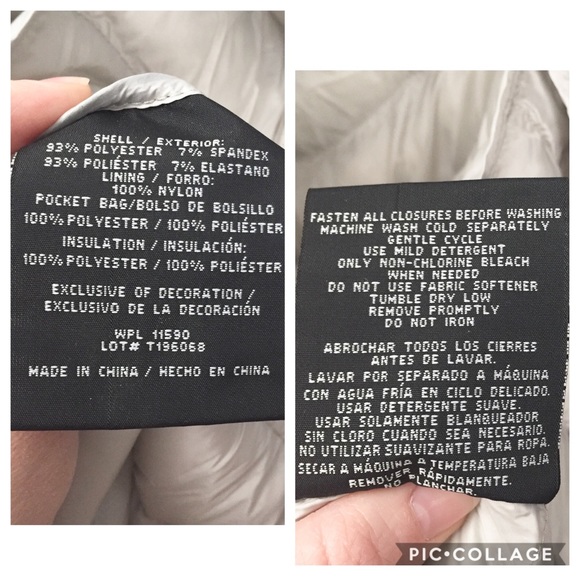 SHELL / EXTERIOR:
93% POLYESTER 7% SPANDEX
93% POLIÉSTER 7% ELASTANO
LINING / FORRO:
100% NYLON
POCKET BAG/BOLSO DE BOLSILLO
100% POLYESTER / 100% POLIÉSTER
INSULATION / INSULACIÓN:
100% POLYESTER / 100% POLIÉSTER
EXCLUSIVE OF DECORATION /
EXCLUSIVO DE LA DECORACIÓN
WPL 11590
LOT# T196068
MADE IN CHINA / HECHO EN CHINA
FASTEN ALL CLOSURES BEFORE WASHING
MACHINE WASH COLD SEPARATELY
GENTLE CYCLE
USE MILD DETERGENT
ONLY NON-CHLORINE BLEACH
WHEN NEEDED
DO NOT USE FABRIC SOFTENER
TUMBLE DRY LOW
REMOVE PROMPTLY
DO NOT IRON
ABROCHAR TODOS LOS CIERRES
ANTES DE LAVAR.
LAVAR POR SEPARADO A MÁQUINA
CON AGUA FRÍA EN CICLO DELICADO.
USAR DETERGENTE SUAVE.
USAR SOLAMENTE BLANQUEADOR
SIN CLORO CUANDO SEA NECESARIO.
NO UTILIZAR SUAVIZANTE PARA ROPA.
SECAR A MÁQUINA A TEMPERATURA BAJA
REMOVER RÁPIDAMENTE.
NO PLANCHAR.
PIC•COLLAGE